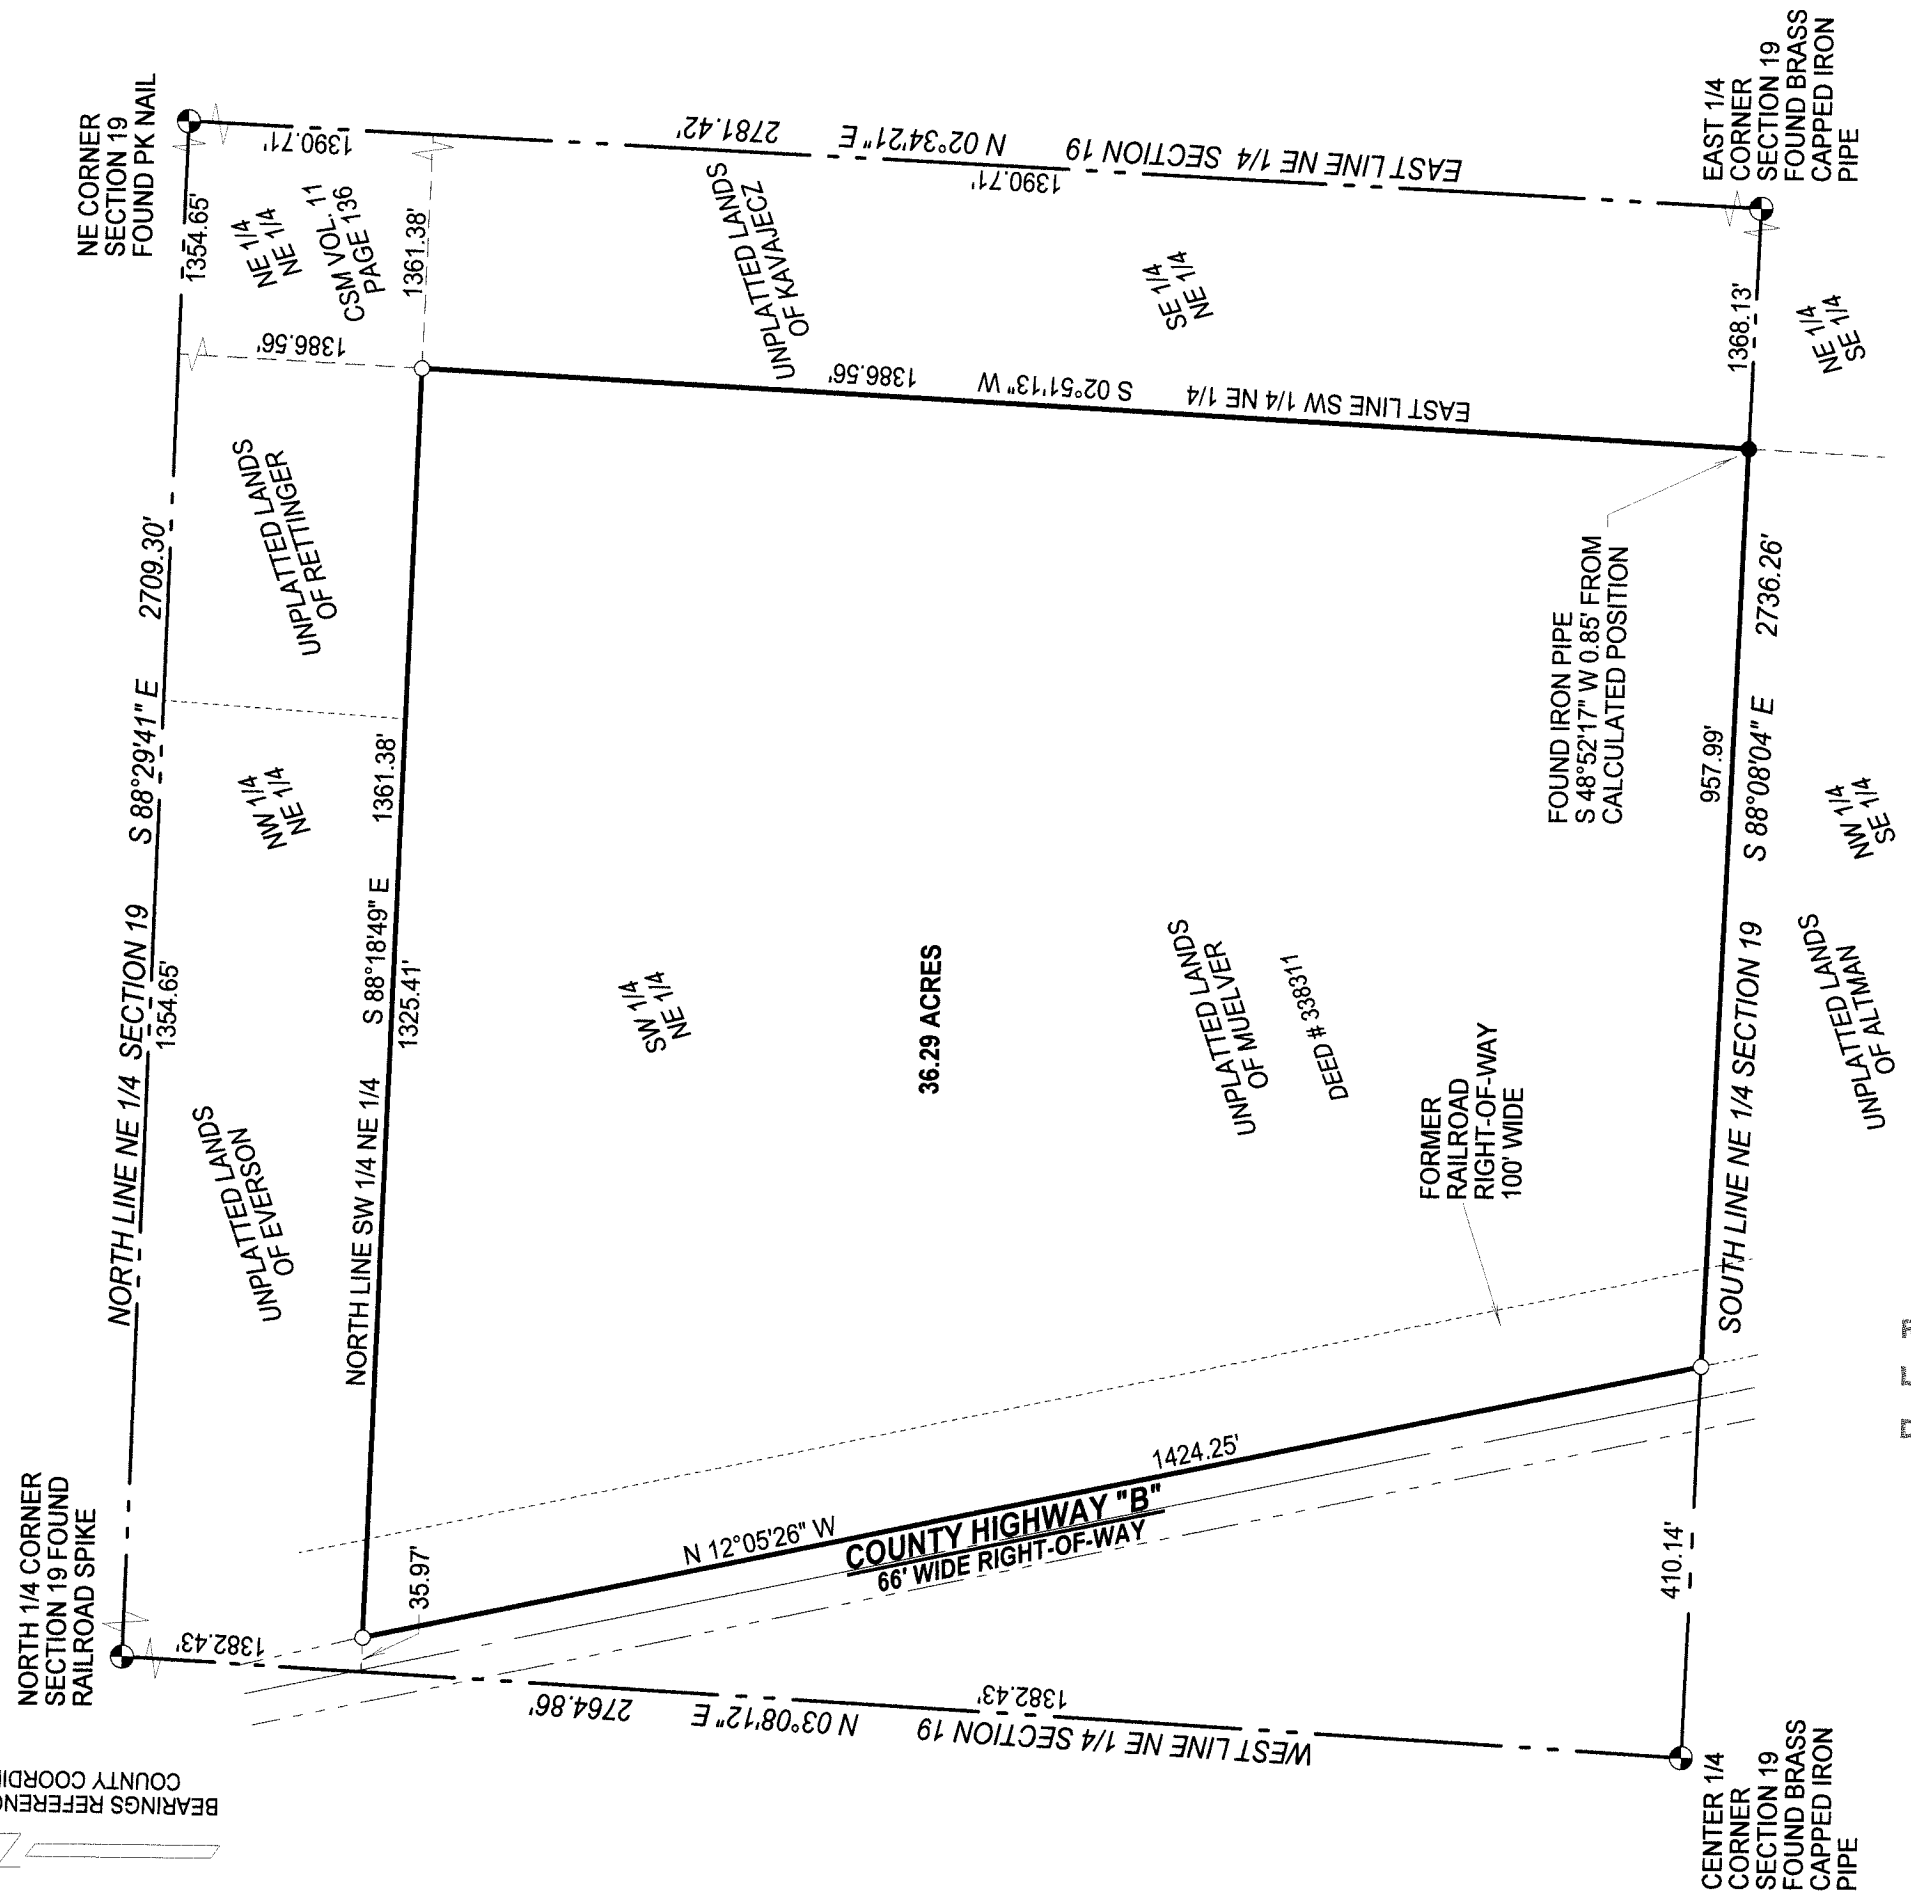 NE CORNER
SECTION 19
FOUND PK NAIL
NORTH 1/4 CORNER
SECTION 19 FOUND
RAILROAD SPIKE
NORTH LINE NE 1/4 SECTION 19 S 88°29'41" E 2709.30'
1354.65'
1354.65'
1382.43'
1390.71'
NE 1/4
NE 1/4
CSM VOL. 11
PAGE 136
1361.38'
1386.56'
UNPLATTED LANDS
OF RETTINGER
NW 1/4
NE 1/4
UNPLATTED LANDS
OF EVERSON
1361.38'
NORTH LINE SW 1/4 NE 1/4 S 88°18'49" E
1325.41'
35.97'
2781.42'
EAST LINE NE 1/4 SECTION 19 N 02°34'21" E
1390.71'
UNPLATTED LANDS
OF KAVAJECZ
SE 1/4
NE 1/4
1386.56'
S 02°51'13" W
EAST LINE SW 1/4 NE 1/4
SW 1/4
NE 1/4
36.29 ACRES
UNPLATTED LANDS
OF MUELVER
DEED # 338311
FORMER
RAILROAD
RIGHT-OF-WAY
100' WIDE
FOUND IRON PIPE
S 48°52'17" W 0.85' FROM
CALCULATED POSITION
N 12°05'26" W
1424.25'
COUNTY HIGHWAY "B"
66' WIDE RIGHT-OF-WAY
WEST LINE NE 1/4 SECTION 19 N 03°08'12" E 2764.86'
1382.43'
410.14'
957.99'
1368.13'
SOUTH LINE NE 1/4 SECTION 19 S 88°08'04" E 2736.26'
EAST 1/4
CORNER
SECTION 19
FOUND BRASS
CAPPED IRON
PIPE
NE 1/4
SE 1/4
NW 1/4
SE 1/4
UNPLATTED LANDS
OF ALTMAN
CENTER 1/4
CORNER
SECTION 19
FOUND BRASS
CAPPED IRON
PIPE
BEARINGS
COUNTY